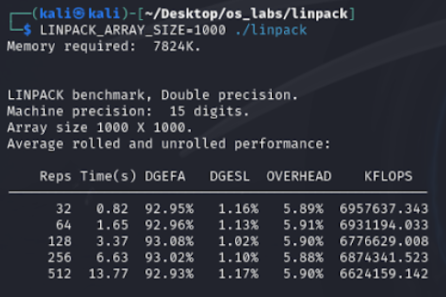 ┌──(kali㉿kali)-[~/Desktop/os_labs/linpack]
└─$ LINPACK_ARRAY_SIZE=1000 ./linpack
Memory required:  7824K.
LINPACK benchmark, Double precision.
Machine precision:  15 digits.
Array size 1000 X 1000.
Average rolled and unrolled performance:
Reps Time(s) DGEFA   DGESL  OVERHEAD    KFLOPS
32   0.82  92.95%   1.16%   5.89%  6957637.343
64   1.65  92.96%   1.13%   5.91%  6931194.033
128   3.37  93.08%   1.02%   5.90%  6776629.008
256   6.63  93.02%   1.10%   5.88%  6874341.523
512  13.77  92.93%   1.17%   5.90%  6624159.142